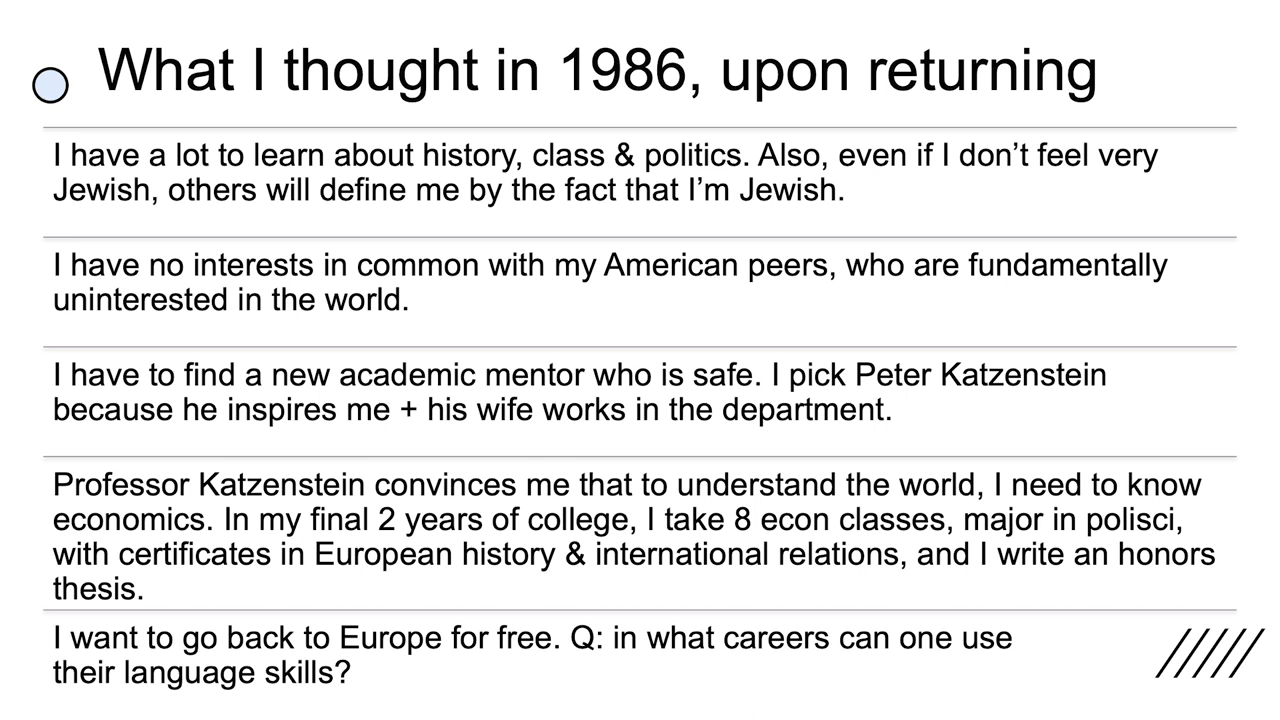 What I thought in 1986, upon returning
I have a lot to learn about history, class & politics. Also, even if I don’t feel very
Jewish, others will define me by the fact that I’m Jewish.
I have no interests in common with my American peers, who are fundamentally
uninterested in the world.
I have to find a new academic mentor who is safe. I pick Peter Katzenstein
because he inspires me + his wife works in the department.
Professor Katzenstein convinces me that to understand the world, I need to know
economics. In my final 2 years of college, I take 8 econ classes, major in polisci,
with certificates in European history & international relations, and I write an honors
thesis.
I want to go back to Europe for free. Q: in what careers can one use
their language skills?